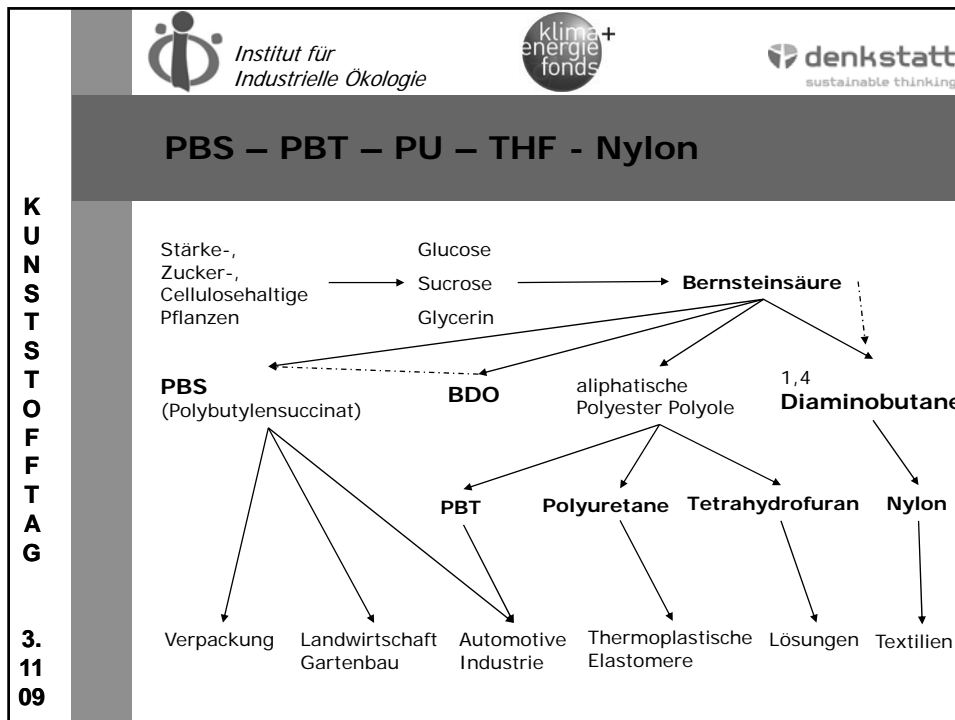 Institut für
Industrielle Ökologie
klima+
energie
fonds
denkstatt
sustainable thinking
PBS – PBT – PU – THF - Nylon
K
U
N
S
T
S
T
O
F
F
T
A
G
3.
11
09
Stärke-,
Zucker-,
Cellulosehaltige
Pflanzen
Glucose
Sucrose
Glycerin
Bernsteinsäure
PBS
(Polybutylensuccinat)
BDO
aliphatische
Polyester Polyole
1,4
Diaminobutane
PBT
Polyuretane
Tetrahydrofuran
Nylon
Verpackung
Landwirtschaft
Gartenbau
Automotive
Industrie
Thermoplastische
Elastomere
Lösungen
Textilien